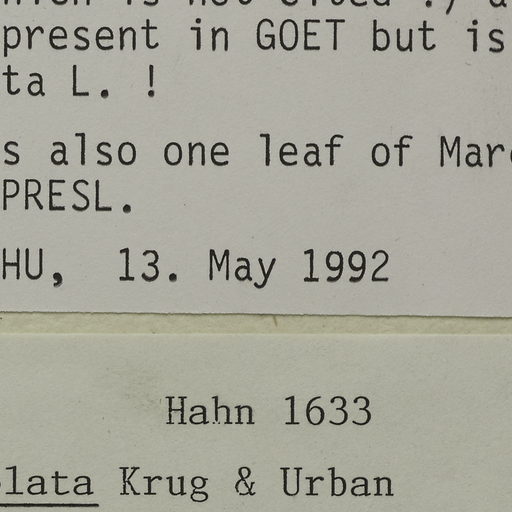 present in GOET but is
ta L. !
s also one leaf of Marc
PRESL.
HU, 13. May 1992
Hahn 1633
lata Krug & Urban